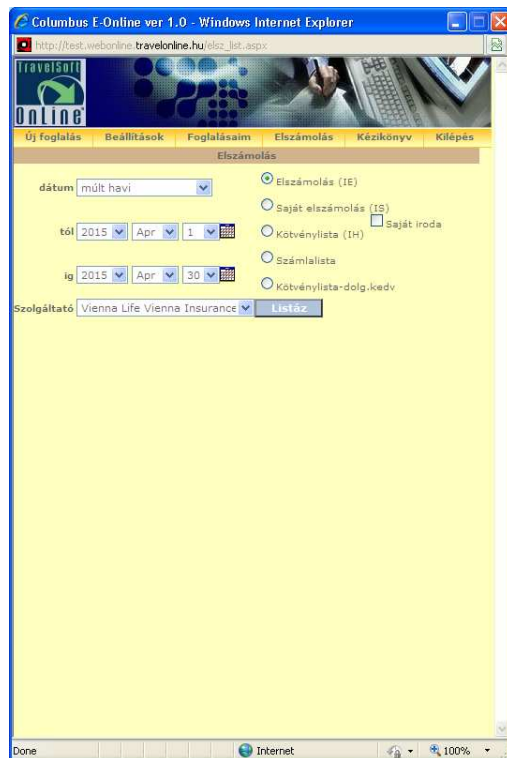 Columbus E-Online ver 1.0 - Windows Internet Explorer
http://test.webonline.travelonline.hu/elsz_list.aspx
TravelSoft
OnLine
Új foglalás Beállítások Foglalásaim Elszámolás Kézikönyv Kilépés
Elszámolás
dátum múlt havi
Elszámolás (IE)
Saját elszámolás (IS)
Saját iroda
tól 2015 Apr 1
Kötvénylista (IH)
Számlalista
ig 2015 Apr 30
Kötvénylista-dolg.kedv
Szolgáltató Vienna Life Vienna Insurance Listáz
Done Internet 100%